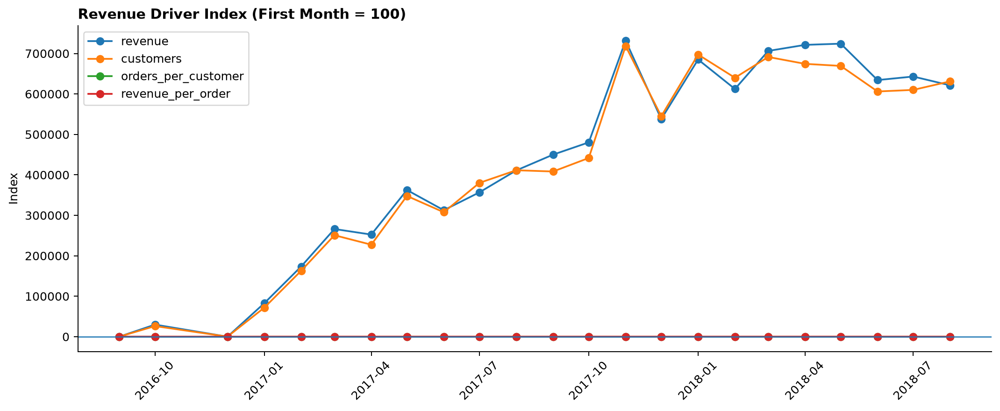 Revenue Driver Index (First Month = 100)
revenue
customers
orders_per_customer
revenue_per_order
Index
700000
600000
500000
400000
300000
200000
100000
0
2016-10
2017-01
2017-04
2017-07
2017-10
2018-01
2018-04
2018-07